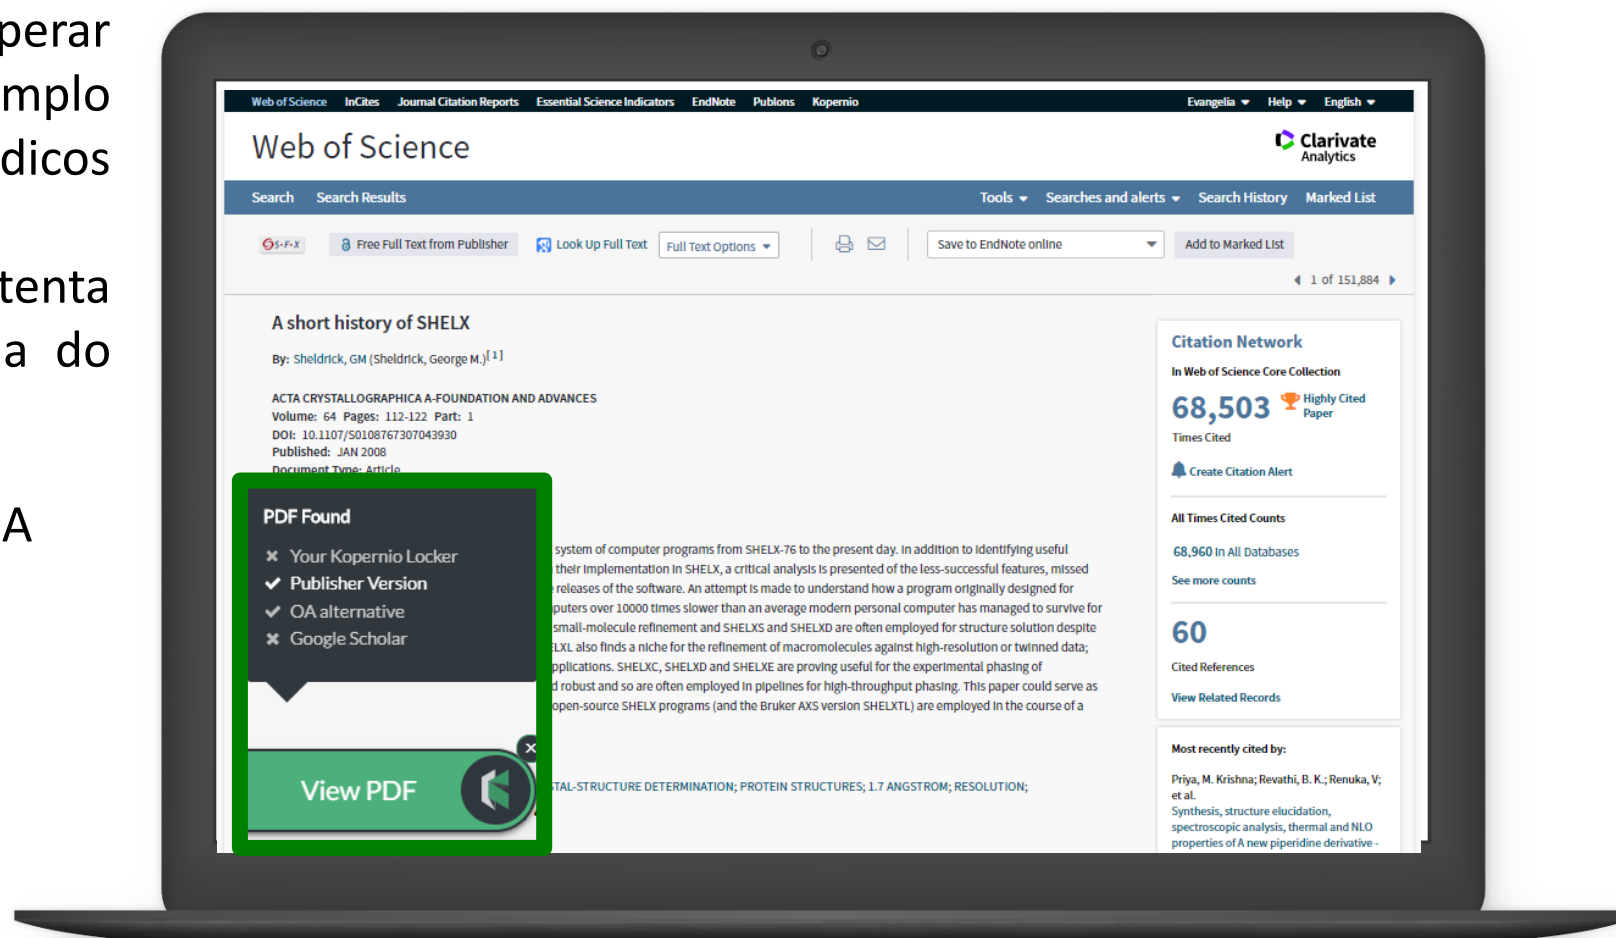 perar
mplo
dicos
tenta
a do
A
Web of Science InCites Journal Citation Reports Essential Science Indicators EndNote Publons Kopernio Evangelia Help English
Web of Science
Clarivate
Analytics
Search Search Results Tools Searches and alerts Search History Marked List
S·F·X Free Full Text from Publisher Look Up Full Text Full Text Options Save to EndNote online Add to Marked List
1 of 151,884
A short history of SHELX
By: Sheldrick, GM (Sheldrick, George M.)[1]
ACTA CRYSTALLOGRAPHICA A-FOUNDATION AND ADVANCES
Volume: 64 Pages: 112-122 Part: 1
DOI: 10.1107/S0108767307043930
Published: JAN 2008
Document Type: Article
PDF Found
Your Kopernio Locker
Publisher Version
OA alternative
Google Scholar
View PDF
system of computer programs from SHELX-76 to the present day. In addition to identifying useful
their implementation in SHELX, a critical analysis is presented of the less-successful features, missed
releases of the software. An attempt is made to understand how a program originally designed for
puters over 10000 times slower than an average modern personal computer has managed to survive for
small-molecule refinement and SHELXS and SHELXD are often employed for structure solution despite
ELXL also finds a niche for the refinement of macromolecules against high-resolution or twinned data;
pplications. SHELXC, SHELXD and SHELXE are proving useful for the experimental phasing of
d robust and so are often employed in pipelines for high-throughput phasing. This paper could serve as
open-source SHELX programs (and the Bruker AXS version SHELXTL) are employed in the course of a
TAL-STRUCTURE DETERMINATION; PROTEIN STRUCTURES; 1.7 ANGSTROM; RESOLUTION;
Citation Network
In Web of Science Core Collection
68,503 Highly Cited
Paper
Times Cited
Create Citation Alert
All Times Cited Counts
68,960 in All Databases
See more counts
60
Cited References
View Related Records
Most recently cited by:
Priya, M. Krishna; Revathi, B. K.; Renuka, V;
et al.
Synthesis, structure elucidation,
spectroscopic analysis, thermal and NLO
properties of A new piperidine derivative -